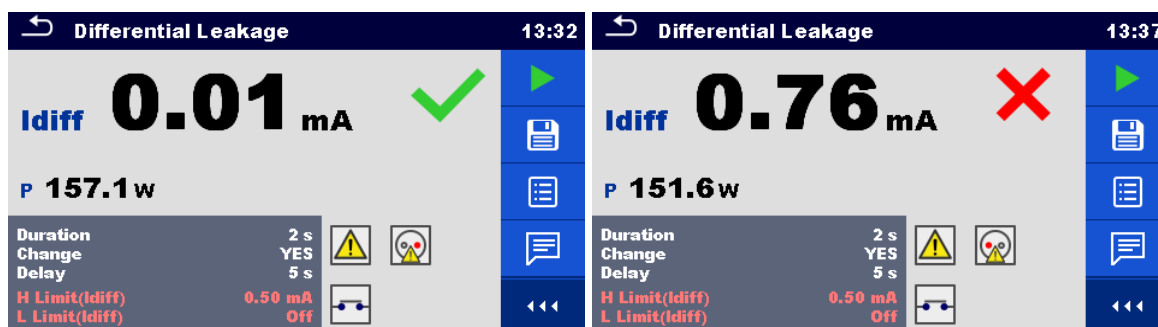 Differential Leakage 13:32
Idiff 0.01 mA
P 157.1 W
Duration 2 s
Change YES
Delay 5 s
H Limit(Idiff) 0.50 mA
L Limit(Idiff) Off
Differential Leakage 13:37
Idiff 0.76 mA
P 151.6 W
Duration 2 s
Change YES
Delay 5 s
H Limit(Idiff) 0.50 mA
L Limit(Idiff) Off